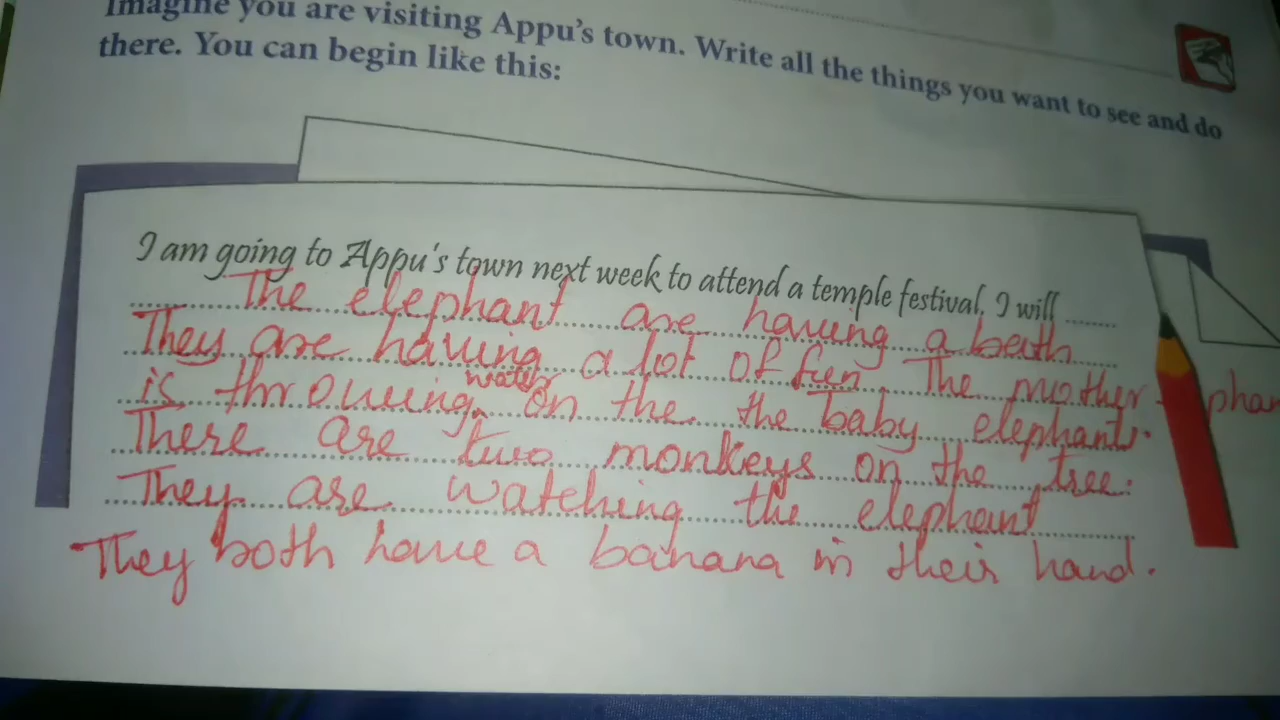 Imagine you are visiting Appu's town. Write all the things you want to see and do
there. You can begin like this:
I am going to Appu's town next week to attend a temple festival. I will ........
The elephant are having a bath
They are having a lot of fun. The mother
is throwing water on the the baby elephants.
There are two monkeys on the tree.
They are watching the elephant
They both have a banana in their hand.